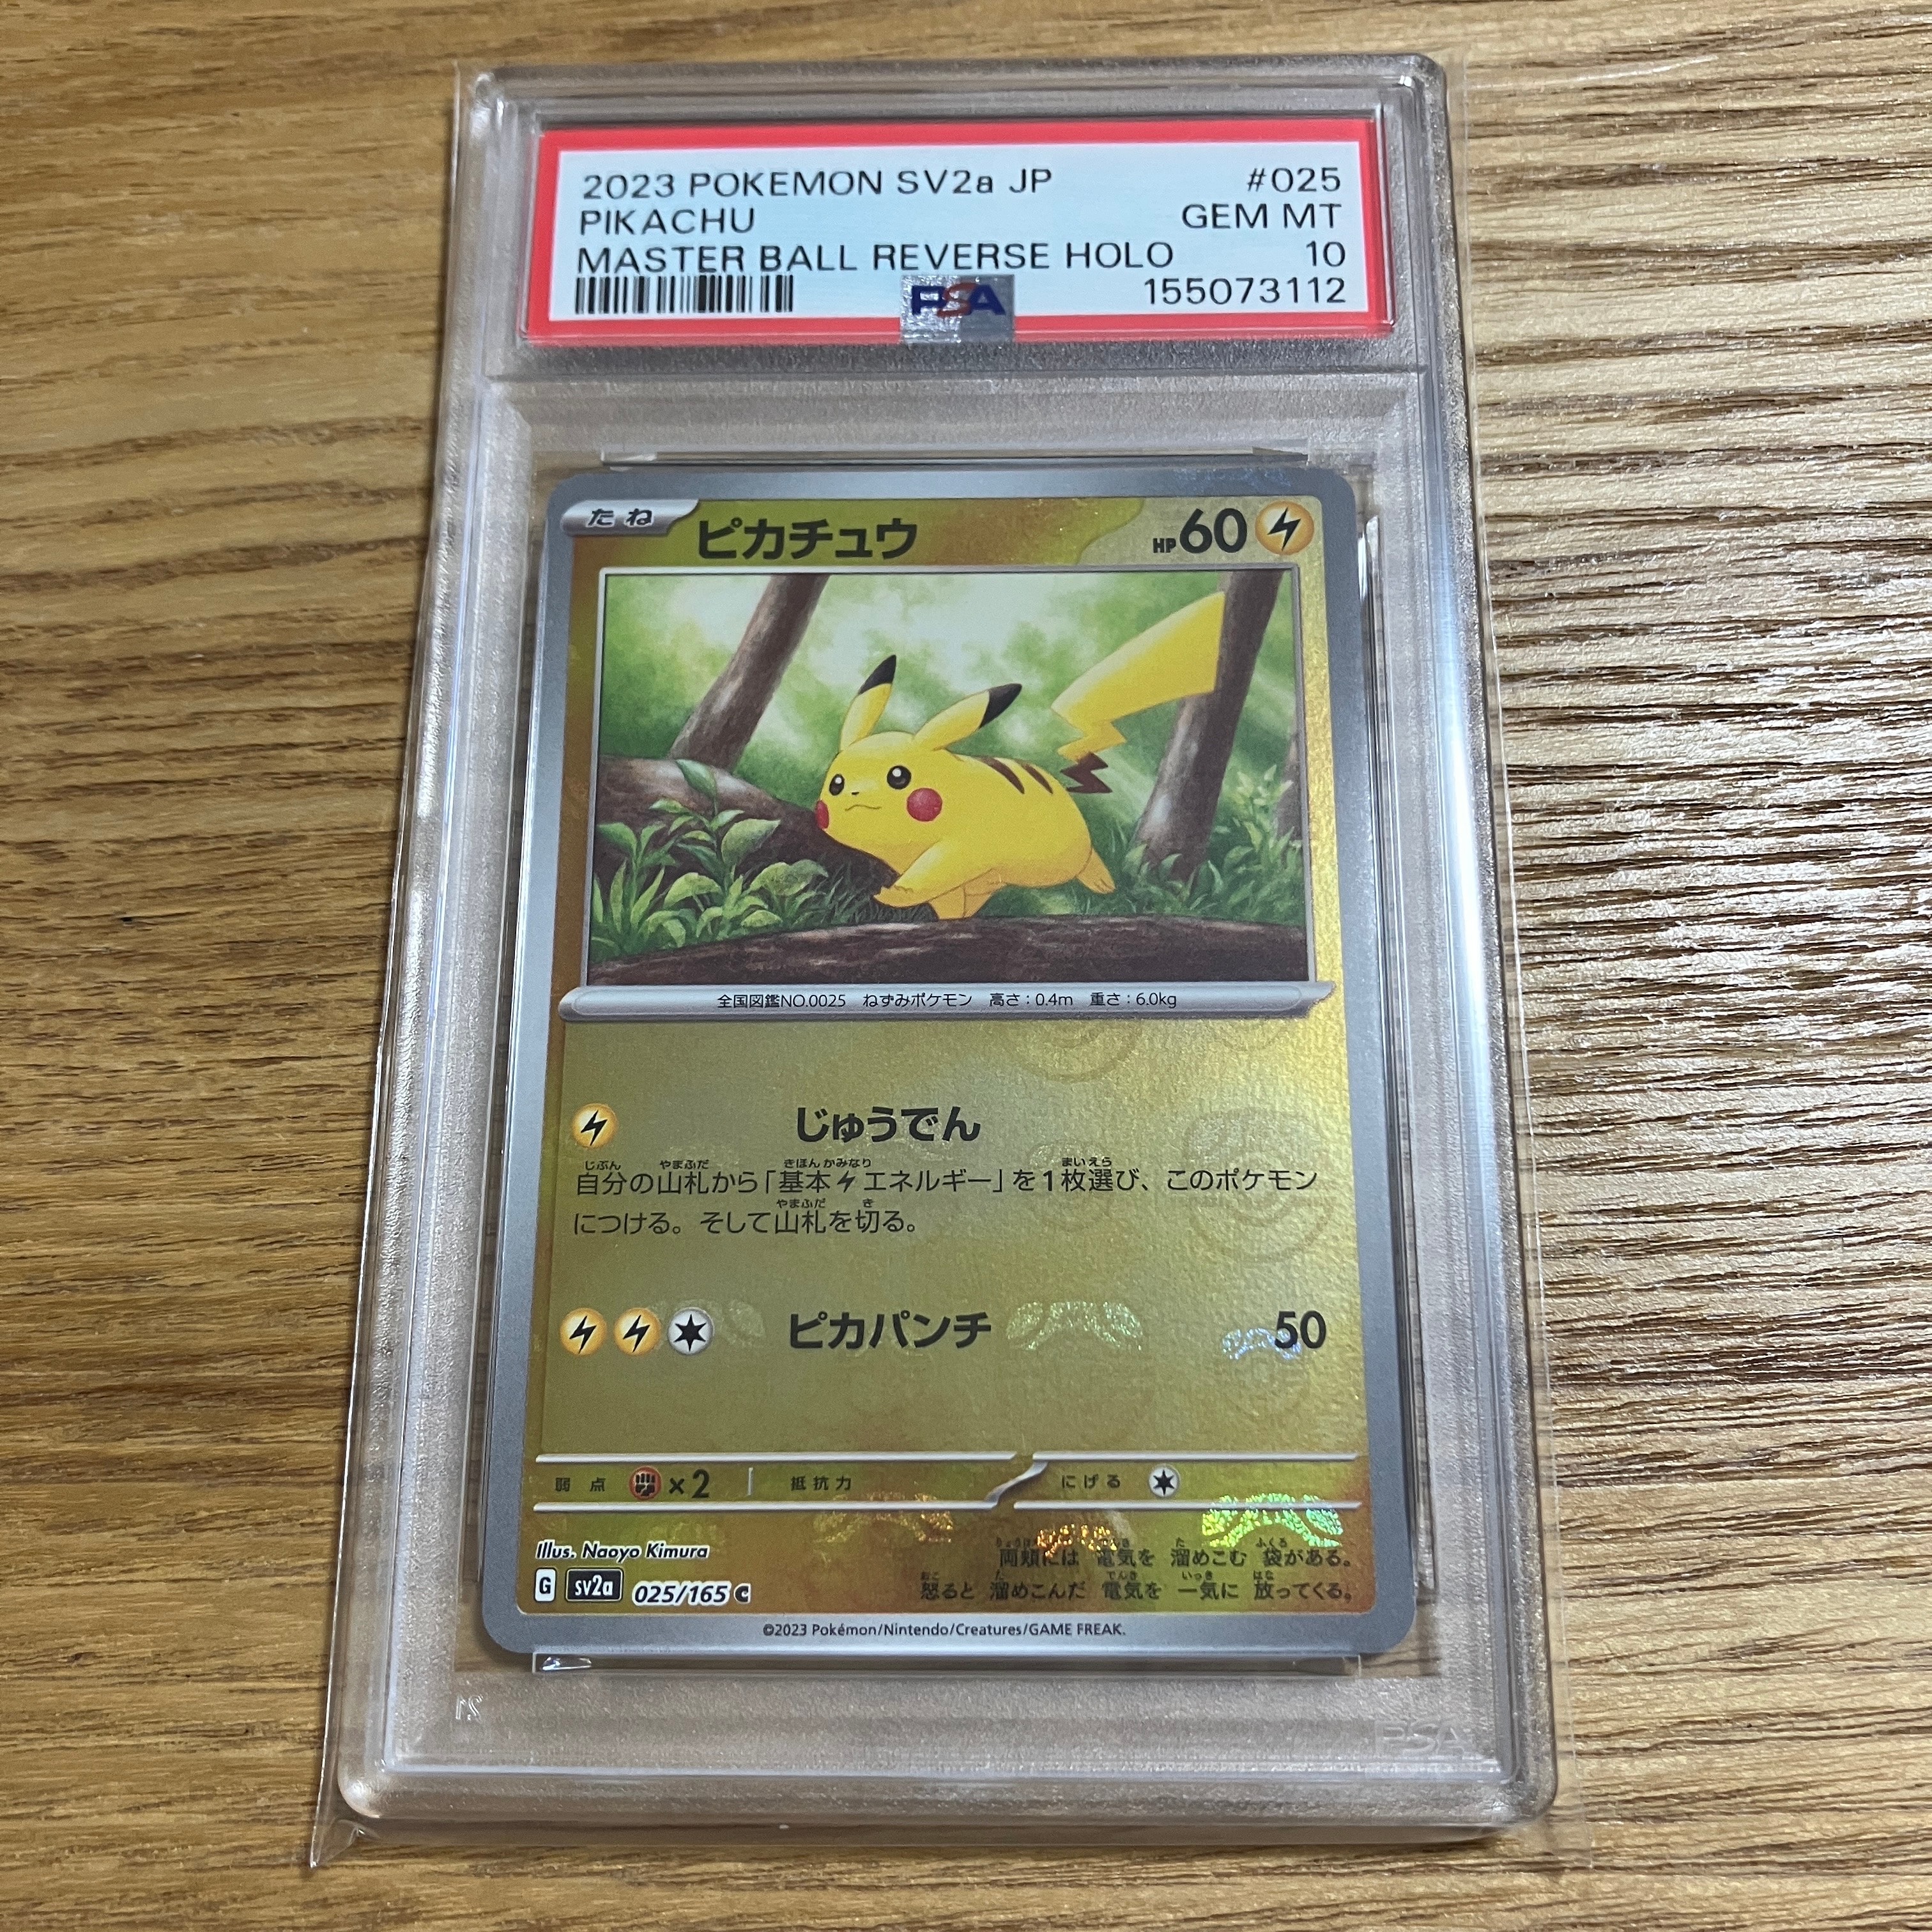 2023 POKEMON SV2a JP #025
PIKACHU GEM MT
MASTER BALL REVERSE HOLO 10
PSA 155073112
たね ピカチュウ HP60
全国図鑑NO.0025 ねずみポケモン 高さ:0.4m 重さ:6.0kg
じゅうでん
自分の山札から「基本エネルギー」を1枚選び、このポケモン
につける。そして山札を切る。
ピカパンチ 50
弱点 ×2 抵抗力 にげる
Illus. Naoyo Kimura
両頬には 電気を 溜めこむ 袋がある。
G sv2a 025/165 C
怒ると 溜めこんだ 電気を 一気に 放ってくる。
©2023 Pokémon/Nintendo/Creatures/GAME FREAK.
PSA